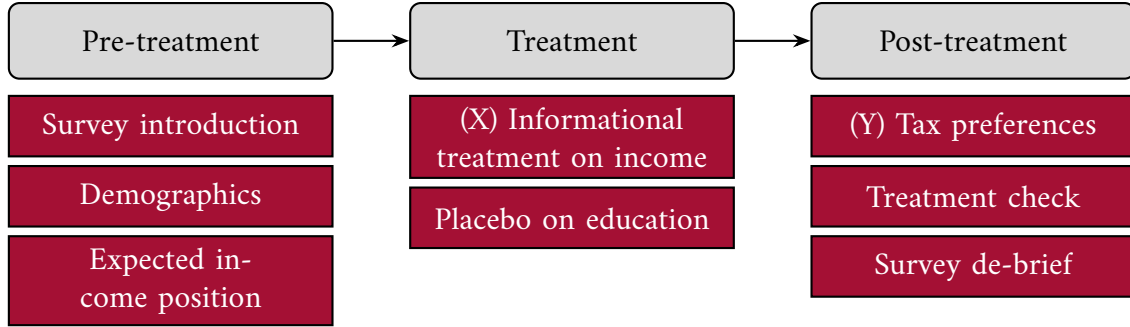 Pre-treatment
Survey introduction
Demographics
Expected in-
come position
Treatment
(X) Informational
treatment on income
Placebo on education
Post-treatment
(Y) Tax preferences
Treatment check
Survey de-brief